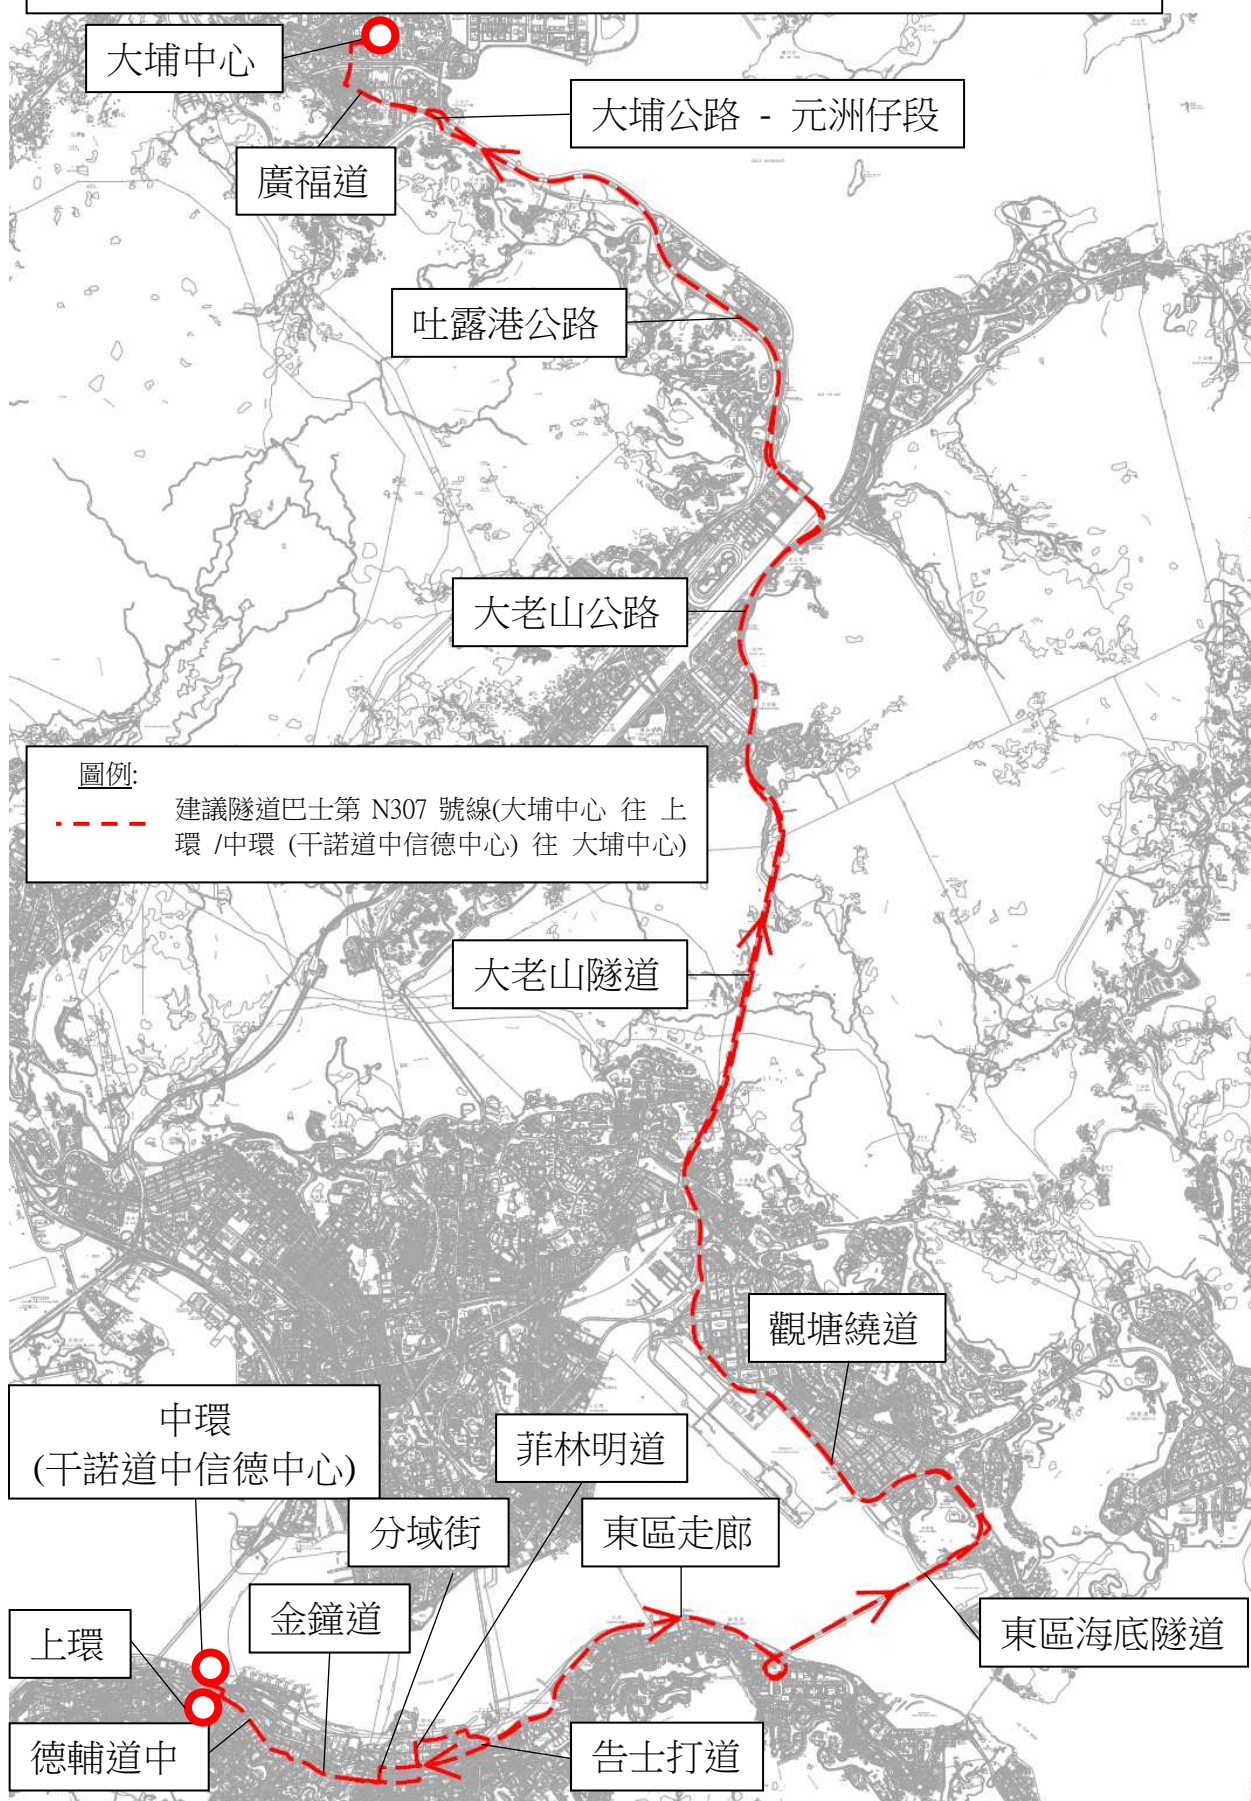 大埔中心
大埔公路 - 元洲仔段
廣福道
吐露港公路
大老山公路
圖例:
建議隧道巴士第 N307 號線(大埔中心 往 上
環 /中環 (干諾道中信德中心) 往 大埔中心)
大老山隧道
觀塘繞道
中環
(干諾道中信德中心)
菲林明道
分域街
東區走廊
金鐘道
上環
東區海底隧道
德輔道中
告士打道